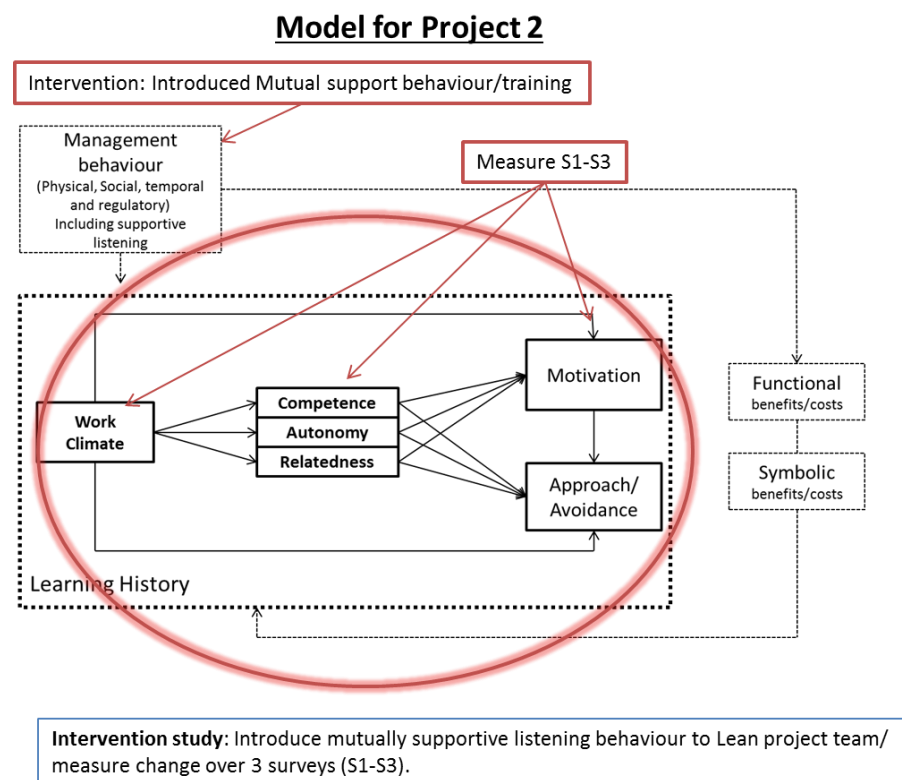 Model for Project 2
Intervention: Introduced Mutual support behaviour/training
Management
behaviour
(Physical, Social, temporal
and regulatory)
Including supportive
listening
Measure S1-S3
Motivation
Functional
benefits/costs
Competence
Autonomy
Relatedness
Work
Climate
Symbolic
benefits/costs
Approach/
Avoidance
Learning History
Intervention study: Introduce mutually supportive listening behaviour to Lean project team/
measure change over 3 surveys (S1-S3).